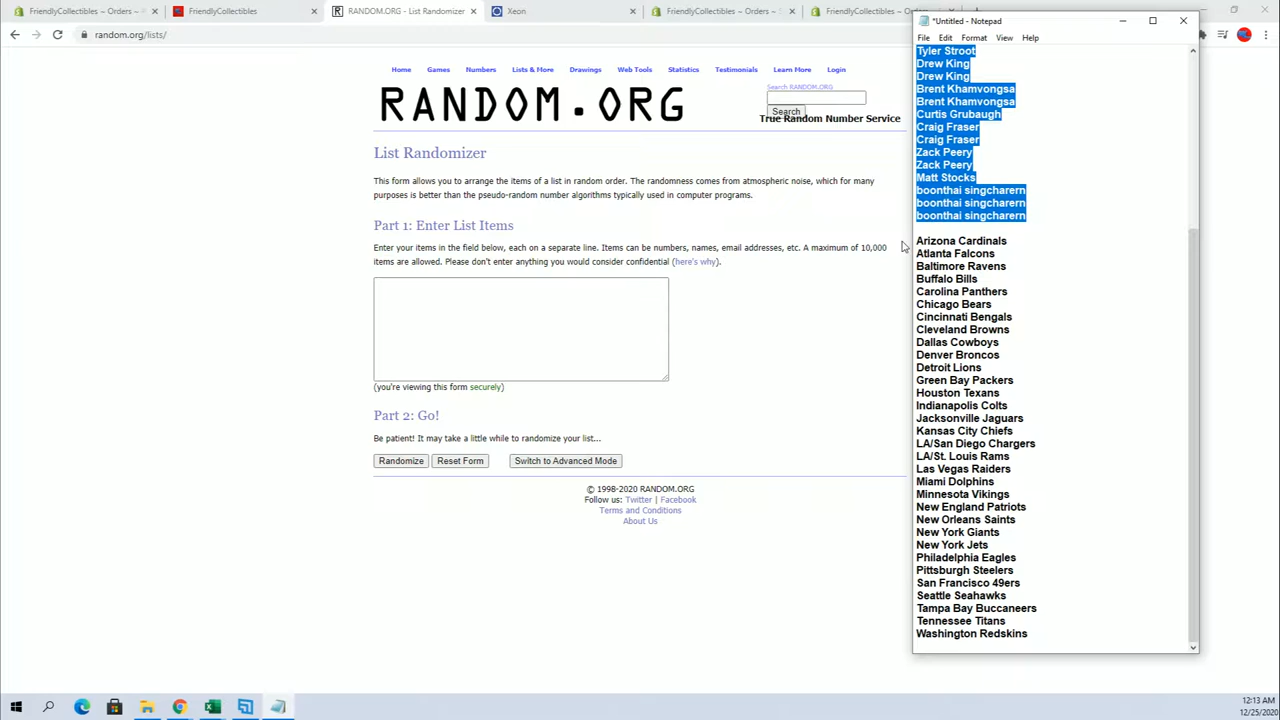 FriendlyCollectibles ~ Orders ~
FriendlyCollectibles
RANDOM.ORG - List Randomizer
Xeon
FriendlyCollectibles ~ Orders ~
FriendlyCollectibles ~ Orders
random.org/lists/
*Untitled - Notepad
File Edit Format View Help
Home Games Numbers Lists & More Drawings Web Tools Statistics Testimonials Learn More Login
RANDOM.ORG
Search RANDOM.ORG
Search
True Random Number Service
List Randomizer
This form allows you to arrange the items of a list in random order. The randomness comes from atmospheric noise, which for many
purposes is better than the pseudo-random number algorithms typically used in computer programs.
Part 1: Enter List Items
Enter your items in the field below, each on a separate line. Items can be numbers, names, email addresses, etc. A maximum of 10,000
items are allowed. Please don't enter anything you would consider confidential (here's why).
(you're viewing this form securely)
Part 2: Go!
Be patient! It may take a little while to randomize your list...
Randomize Reset Form Switch to Advanced Mode
© 1998-2020 RANDOM.ORG
Follow us: Twitter | Facebook
Terms and Conditions
About Us
Tyler Stroot
Drew King
Drew King
Brent Khamvongsa
Brent Khamvongsa
Curtis Grubaugh
Craig Fraser
Craig Fraser
Zack Peery
Zack Peery
Matt Stocks
boonthai singcharern
boonthai singcharern
boonthai singcharern
Arizona Cardinals
Atlanta Falcons
Baltimore Ravens
Buffalo Bills
Carolina Panthers
Chicago Bears
Cincinnati Bengals
Cleveland Browns
Dallas Cowboys
Denver Broncos
Detroit Lions
Green Bay Packers
Houston Texans
Indianapolis Colts
Jacksonville Jaguars
Kansas City Chiefs
LA/San Diego Chargers
LA/St. Louis Rams
Las Vegas Raiders
Miami Dolphins
Minnesota Vikings
New England Patriots
New Orleans Saints
New York Giants
New York Jets
Philadelphia Eagles
Pittsburgh Steelers
San Francisco 49ers
Seattle Seahawks
Tampa Bay Buccaneers
Tennessee Titans
Washington Redskins
12:13 AM
12/25/2020